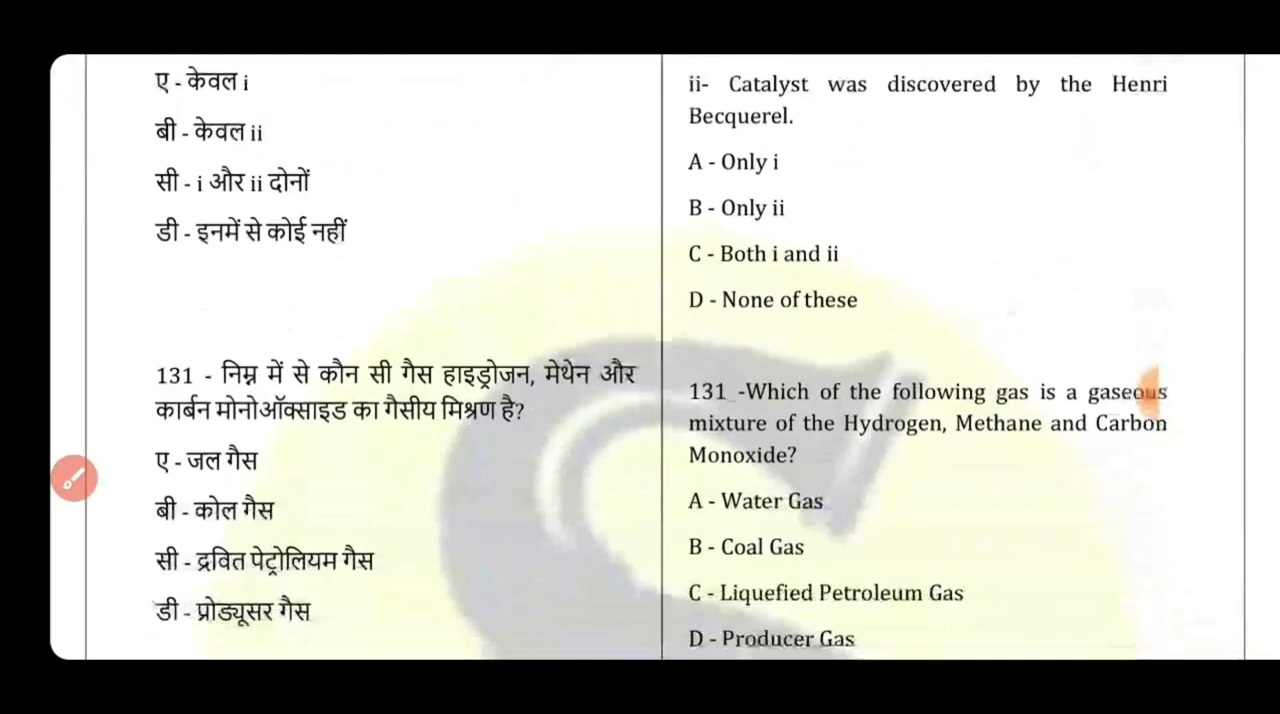 ए - केवल i
बी - केवल ii
सी - i और ii दोनों
डी - इनमें से कोई नहीं
131 - निम्न में से कौन सी गैस हाइड्रोजन, मेथेन और
कार्बन मोनोऑक्साइड का गैसीय मिश्रण है?
ए - जल गैस
बी - कोल गैस
सी - द्रवित पेट्रोलियम गैस
डी - प्रोड्यूसर गैस
ii- Catalyst was discovered by the Henri
Becquerel.
A - Only i
B - Only ii
C - Both i and ii
D - None of these
131 -Which of the following gas is a gaseous
mixture of the Hydrogen, Methane and Carbon
Monoxide?
A - Water Gas
B - Coal Gas
C - Liquefied Petroleum Gas
D - Producer Gas